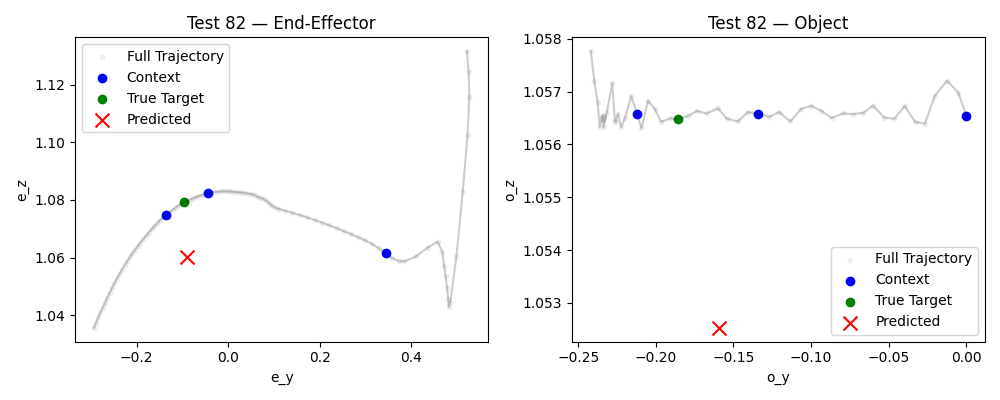 Test 82 — End-Effector
Full Trajectory
Context
True Target
Predicted
1.12
1.10
1.08
1.06
1.04
e_z
−0.2
0.0
0.2
0.4
e_y
Test 82 — Object
1.058
1.057
1.056
1.055
1.054
1.053
o_z
Full Trajectory
Context
True Target
Predicted
−0.25
−0.20
−0.15
−0.10
−0.05
0.00
o_y